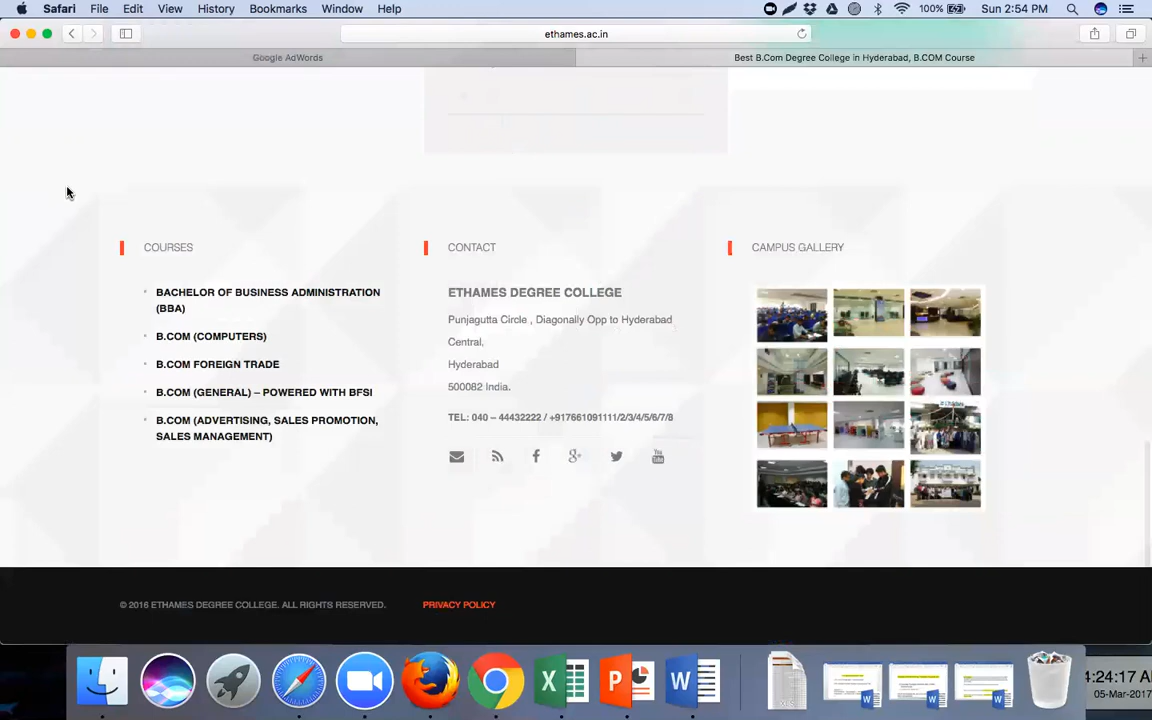 Safari File Edit View History Bookmarks Window Help 100% Sun 2:54 PM
ethames.ac.in
Google AdWords
Best B.Com Degree College in Hyderabad, B.COM Course
COURSES
BACHELOR OF BUSINESS ADMINISTRATION
(BBA)
B.COM (COMPUTERS)
B.COM FOREIGN TRADE
B.COM (GENERAL) – POWERED WITH BFSI
B.COM (ADVERTISING, SALES PROMOTION,
SALES MANAGEMENT)
CONTACT
ETHAMES DEGREE COLLEGE
Punjagutta Circle , Diagonally Opp to Hyderabad
Central,
Hyderabad
500082 India.
TEL: 040 – 44432222 / +917661091111/2/3/4/5/6/7/8
CAMPUS GALLERY
© 2016 ETHAMES DEGREE COLLEGE. ALL RIGHTS RESERVED.
PRIVACY POLICY
4:24:17 A
05-Mar-2017